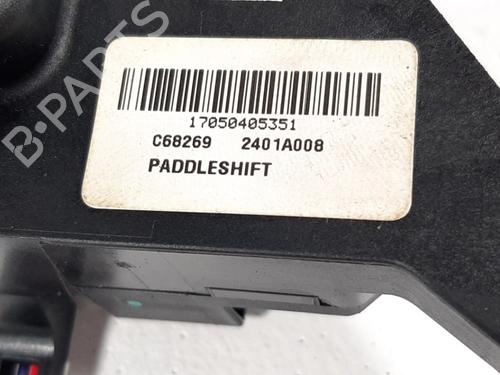 B-PARTS
17050405351
C68269 2401A008
PADDLESHIFT